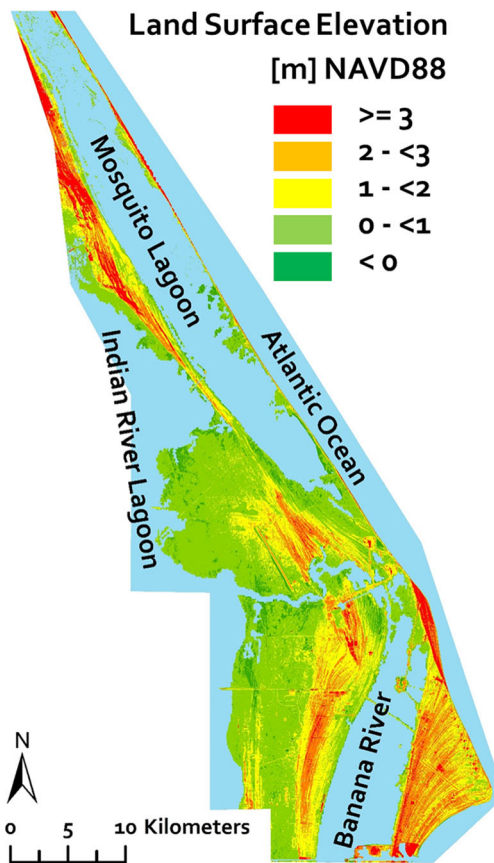 Land Surface Elevation
[m] NAVD88
>= 3
2 - <3
1 - <2
0 - <1
< 0
Mosquito Lagoon
Atlantic Ocean
Indian River Lagoon
Banana River
N
0 5 10 Kilometers